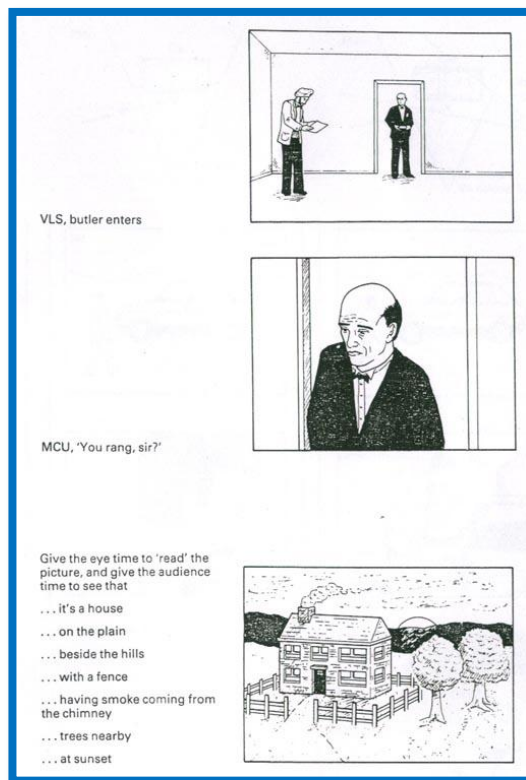 VLS, butler enters
MCU, 'You rang, sir?'
Give the eye time to 'read' the
picture, and give the audience
time to see that
... it's a house
... on the plain
... beside the hills
... with a fence
... having smoke coming from
the chimney
... trees nearby
... at sunset